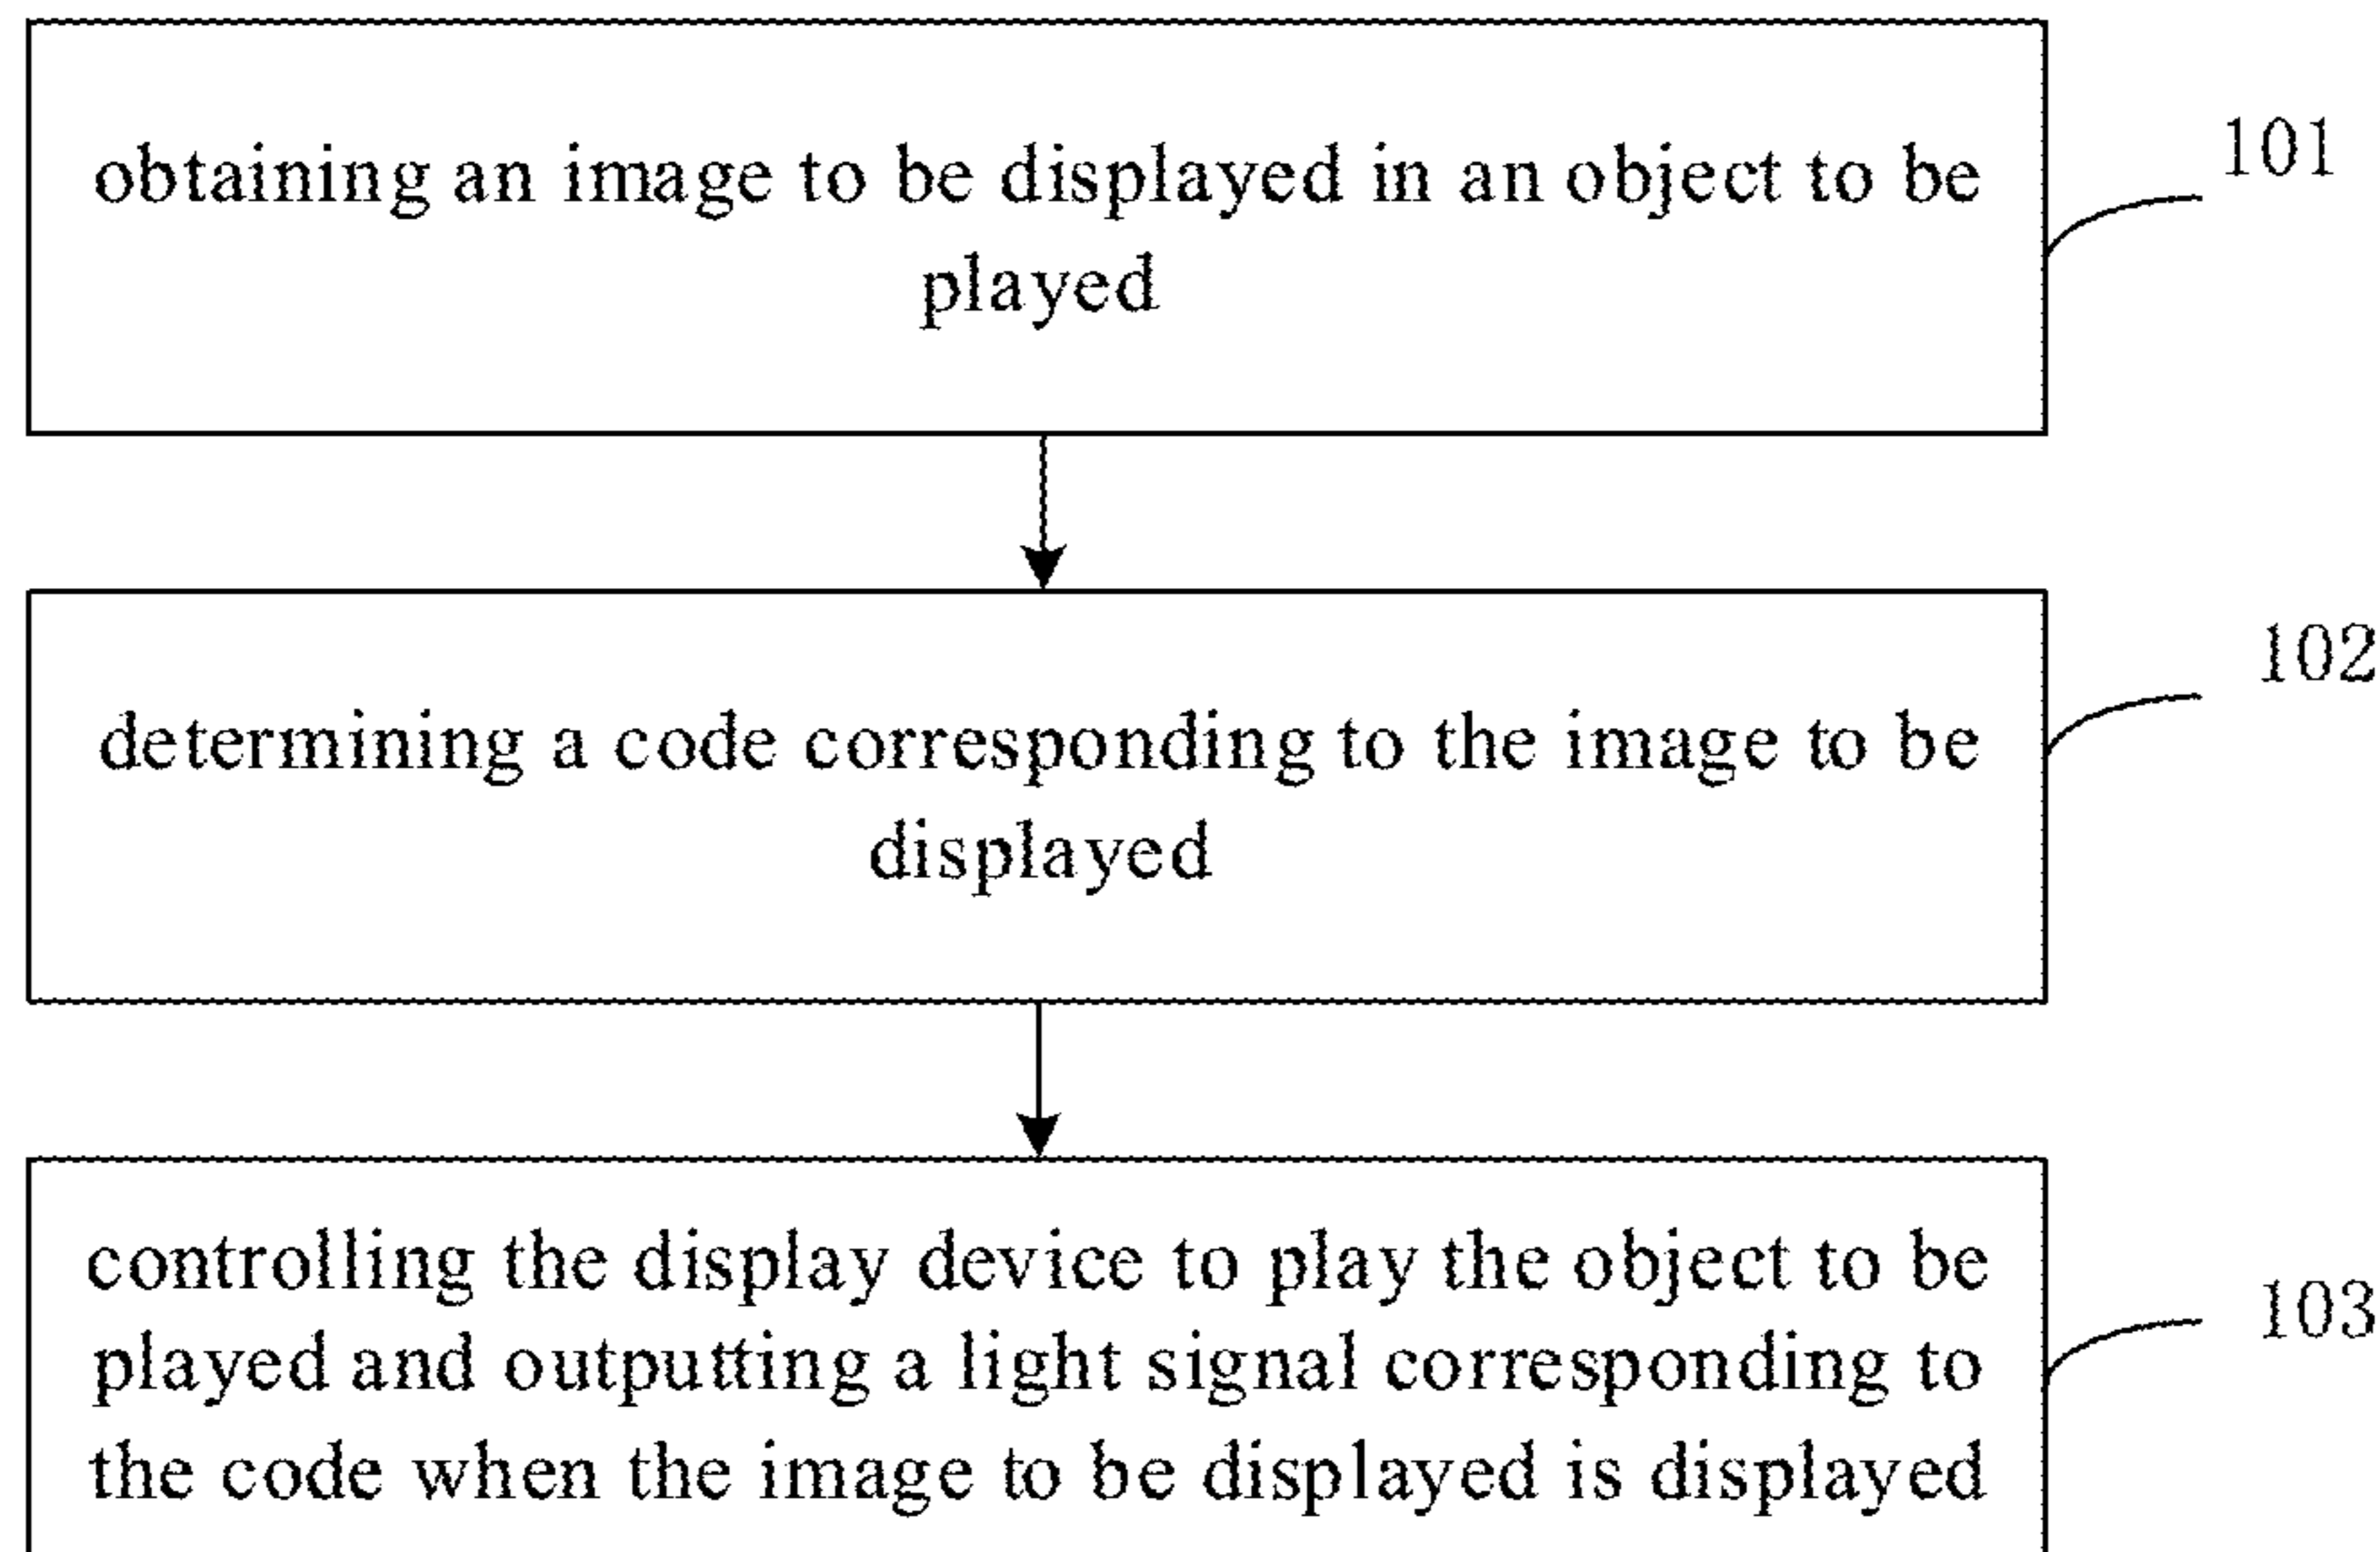 obtaining an image to be displayed in an object to be
played
101
determining a code corresponding to the image to be
displayed
102
controlling the display device to play the object to be
played and outputting a light signal corresponding to
the code when the image to be displayed is displayed
103